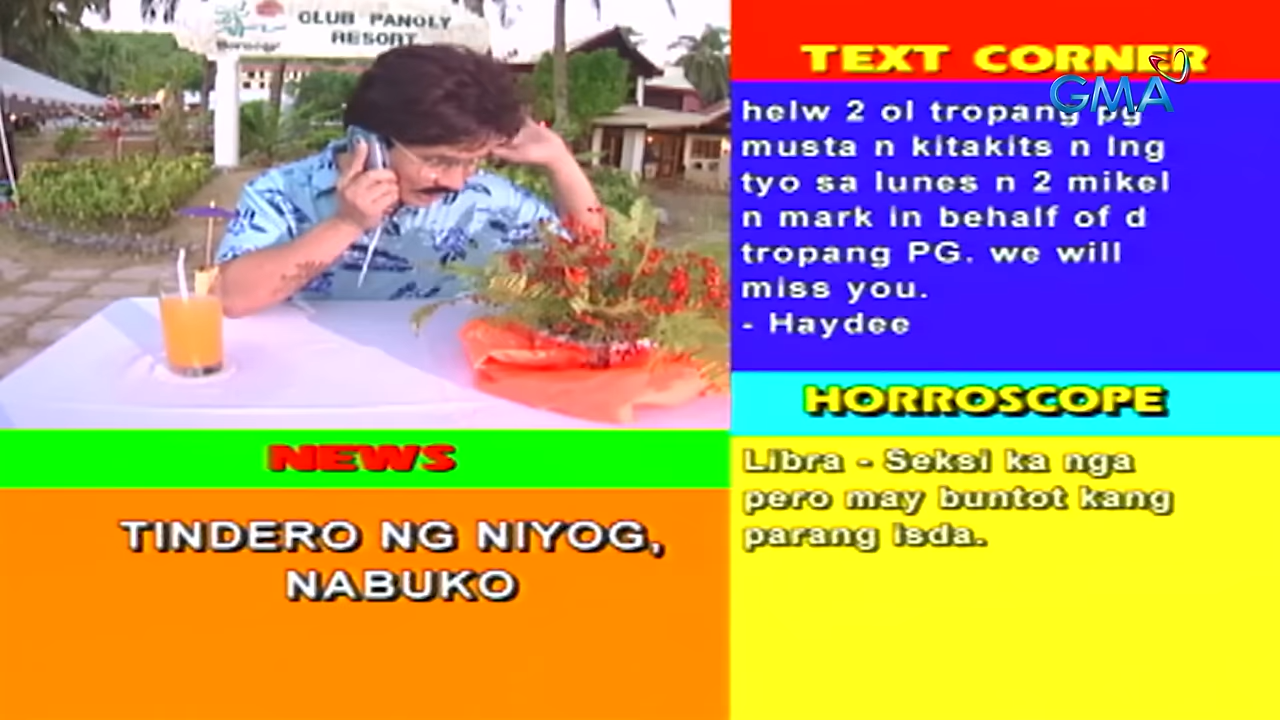 CLUB PANOLY
RESORT
Boracay
NEWS
TINDERO NG NIYOG,
NABUKO
TEXT CORNER
GMA
helw 2 ol tropang pg
musta n kitakits n lng
tyo sa lunes n 2 mikel
n mark in behalf of d
tropang PG. we will
miss you.
- Haydee
HORROSCOPE
Libra - Seksi ka nga
pero may buntot kang
parang isda.